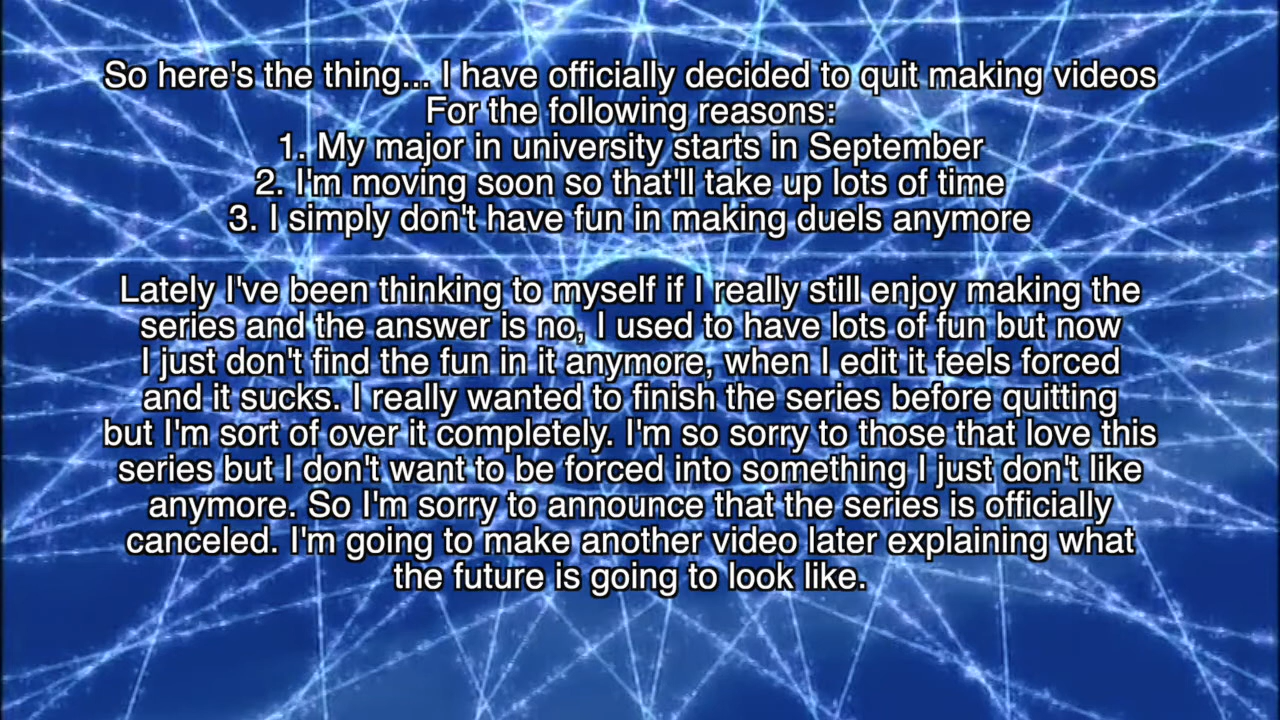 So here's the thing... I have officially decided to quit making videos
For the following reasons:
1. My major in university starts in September
2. I'm moving soon so that'll take up lots of time
3. I simply don't have fun in making duels anymore
Lately I've been thinking to myself if I really still enjoy making the
series and the answer is no, I used to have lots of fun but now
I just don't find the fun in it anymore, when I edit it feels forced
and it sucks. I really wanted to finish the series before quitting
but I'm sort of over it completely. I'm so sorry to those that love this
series but I don't want to be forced into something I just don't like
anymore. So I'm sorry to announce that the series is officially
canceled. I'm going to make another video later explaining what
the future is going to look like.